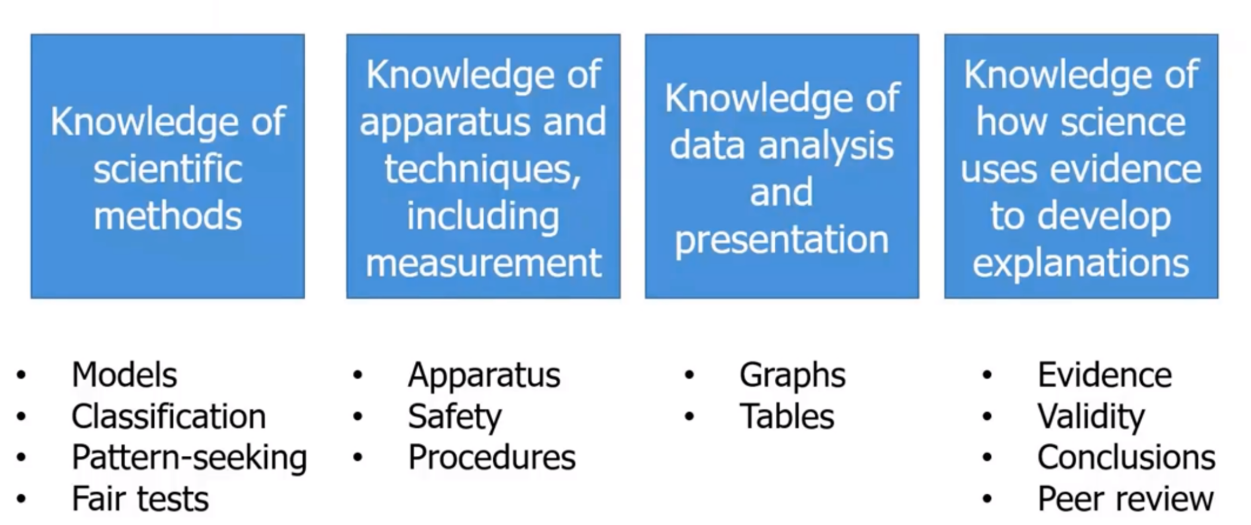 Knowledge of
scientific
methods
Knowledge of
apparatus and
techniques,
including
measurement
Knowledge of
data analysis
and
presentation
Knowledge of
how science
uses evidence
to develop
explanations
• Models
• Classification
• Pattern-seeking
• Fair tests
• Apparatus
• Safety
• Procedures
• Graphs
• Tables
• Evidence
• Validity
• Conclusions
• Peer review